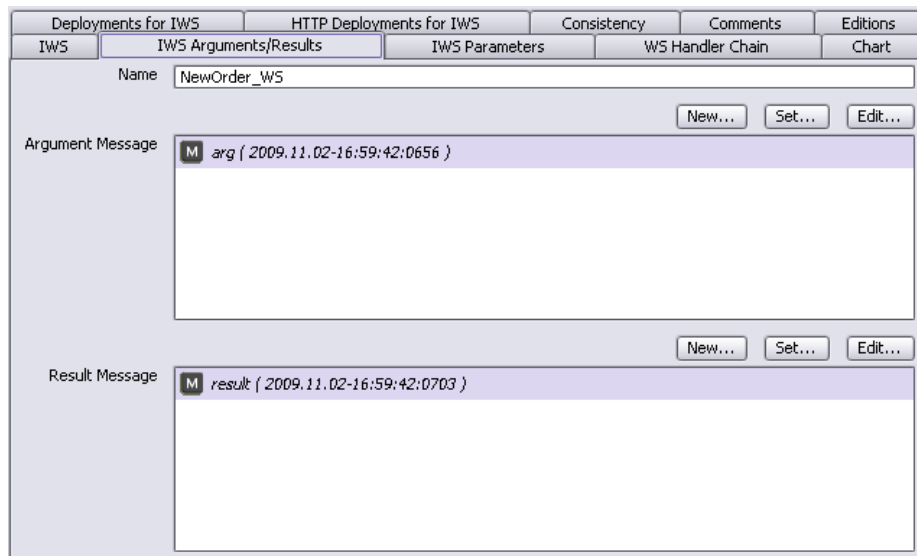 Deployments for IWS HTTP Deployments for IWS Consistency Comments Editions
IWS IWS Arguments/Results IWS Parameters WS Handler Chain Chart
Name NewOrder_WS
New... Set... Edit...
Argument Message M arg ( 2009.11.02-16:59:42:0656 )
New... Set... Edit...
Result Message M result ( 2009.11.02-16:59:42:0703 )